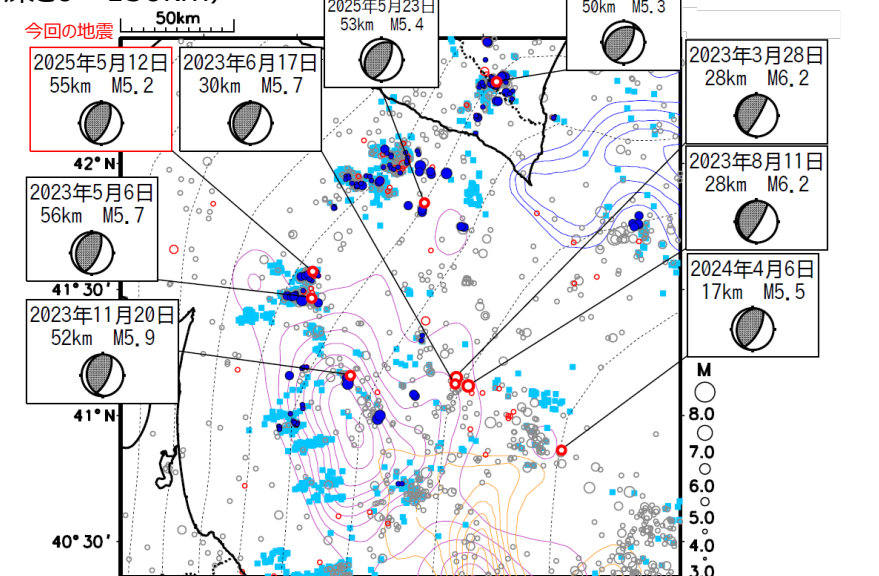 50km
今回の地震
2025年5月12日
55km M5.2
2023年6月17日
30km M5.7
2025年5月23日
53km M5.4
50km M5.3
2023年3月28日
28km M6.2
2023年8月11日
28km M6.2
2024年4月6日
17km M5.5
2023年5月6日
56km M5.7
2023年11月20日
52km M5.9
42°N
41°30'
41°N
40°30'
M
8.0
7.0
6.0
5.0
4.0
3.0